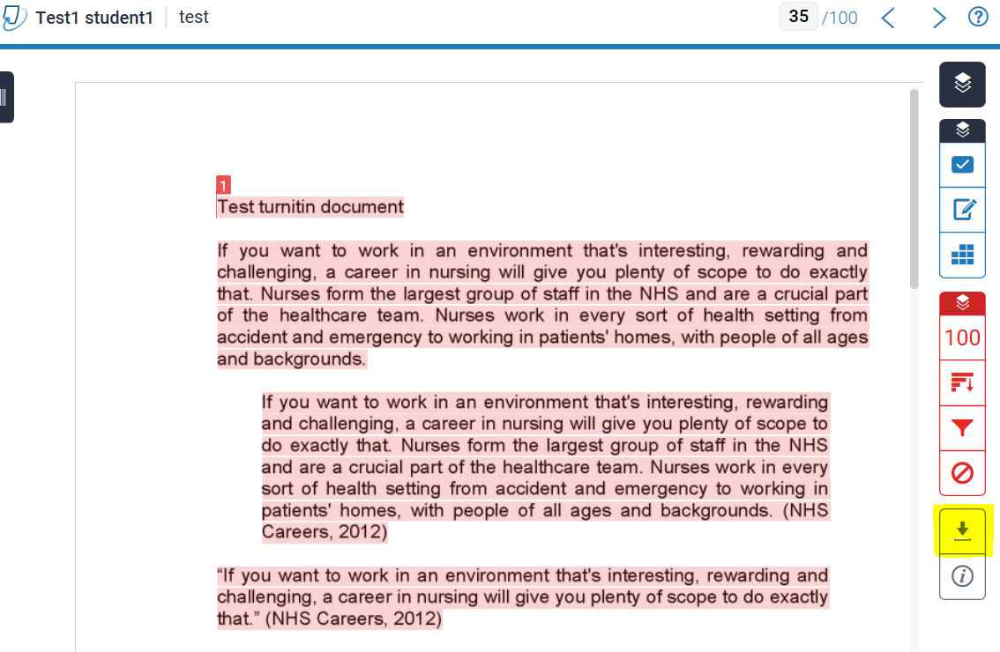 Test1 student1 test 35 /100 ?
1
Test turnitin document
If you want to work in an environment that's interesting, rewarding and
challenging, a career in nursing will give you plenty of scope to do exactly
that. Nurses form the largest group of staff in the NHS and are a crucial part
of the healthcare team. Nurses work in every sort of health setting from
accident and emergency to working in patients' homes, with people of all ages
and backgrounds.
If you want to work in an environment that's interesting, rewarding
and challenging, a career in nursing will give you plenty of scope to
do exactly that. Nurses form the largest group of staff in the NHS
and are a crucial part of the healthcare team. Nurses work in every
sort of health setting from accident and emergency to working in
patients' homes, with people of all ages and backgrounds. (NHS
Careers, 2012)
“If you want to work in an environment that's interesting, rewarding and
challenging, a career in nursing will give you plenty of scope to do exactly
that.” (NHS Careers, 2012)
100
i